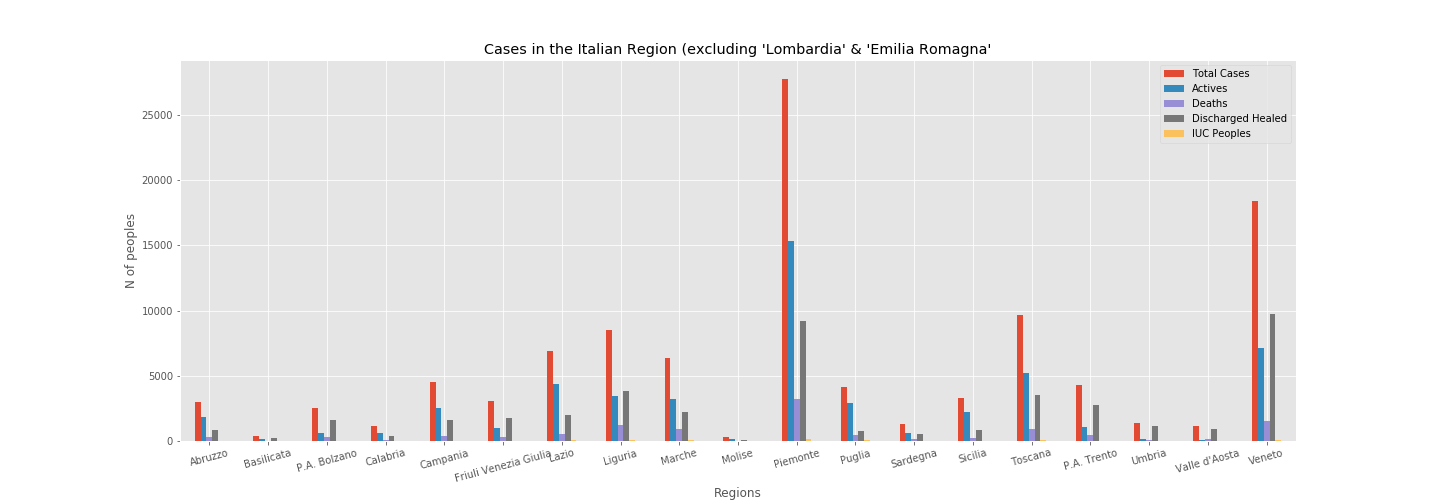 Cases in the Italian Region (excluding 'Lombardia' & 'Emilia Romagna'
Total Cases
Actives
Deaths
Discharged Healed
IUC Peoples
N of peoples
25000
20000
15000
10000
5000
0
Abruzzo
Basilicata
P.A. Bolzano
Calabria
Campania
Friuli Venezia Giulia
Lazio
Liguria
Marche
Molise
Piemonte
Puglia
Sardegna
Sicilia
Toscana
P.A. Trento
Umbria
Valle d'Aosta
Veneto
Regions